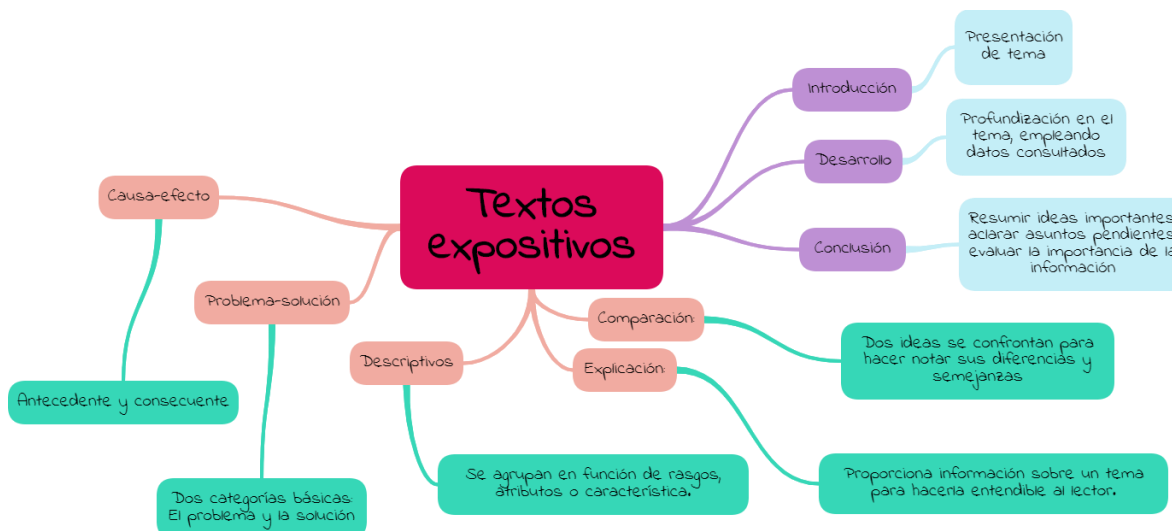 Textos
expositivos
Introducción
Presentación
de tema
Desarrollo
Profundización en el
tema, empleando
datos consultados
Conclusión
Resumir ideas importantes
aclarar asuntos pendientes
evaluar la importancia de la
información
Causa-efecto
Antecedente y consecuente
Problema-solución
Dos categorías básicas:
El problema y la solución
Descriptivos
Se agrupan en función de rasgos,
atributos o característica.
Comparación:
Dos ideas se confrontan para
hacer notar sus diferencias y
semejanzas
Explicación:
Proporciona información sobre un tema
para hacerla entendible al lector.